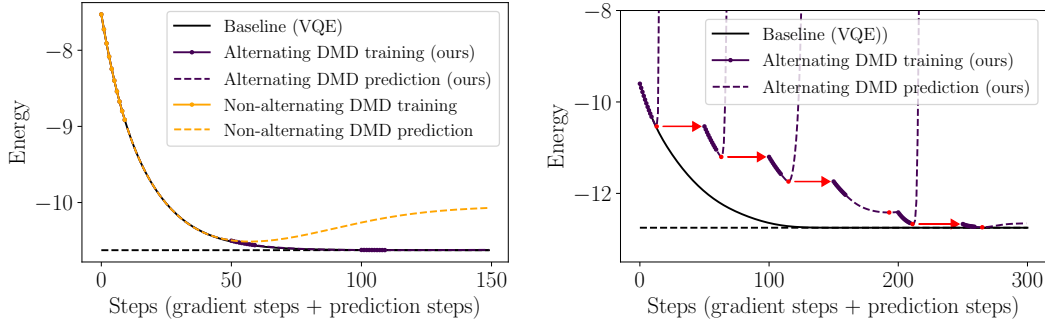 −8
−9
−10
0
50
100
150
Energy
Steps (gradient steps + prediction steps)
Baseline (VQE)
Alternating DMD training (ours)
Alternating DMD prediction (ours)
Non-alternating DMD training
Non-alternating DMD prediction
−8
−10
−12
0
100
200
300
Energy
Steps (gradient steps + prediction steps)
Baseline (VQE))
Alternating DMD training (ours)
Alternating DMD prediction (ours)